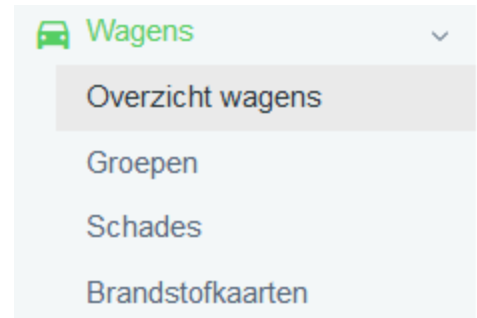 Wagens
Overzicht wagens
Groepen
Schades
Brandstofkaarten